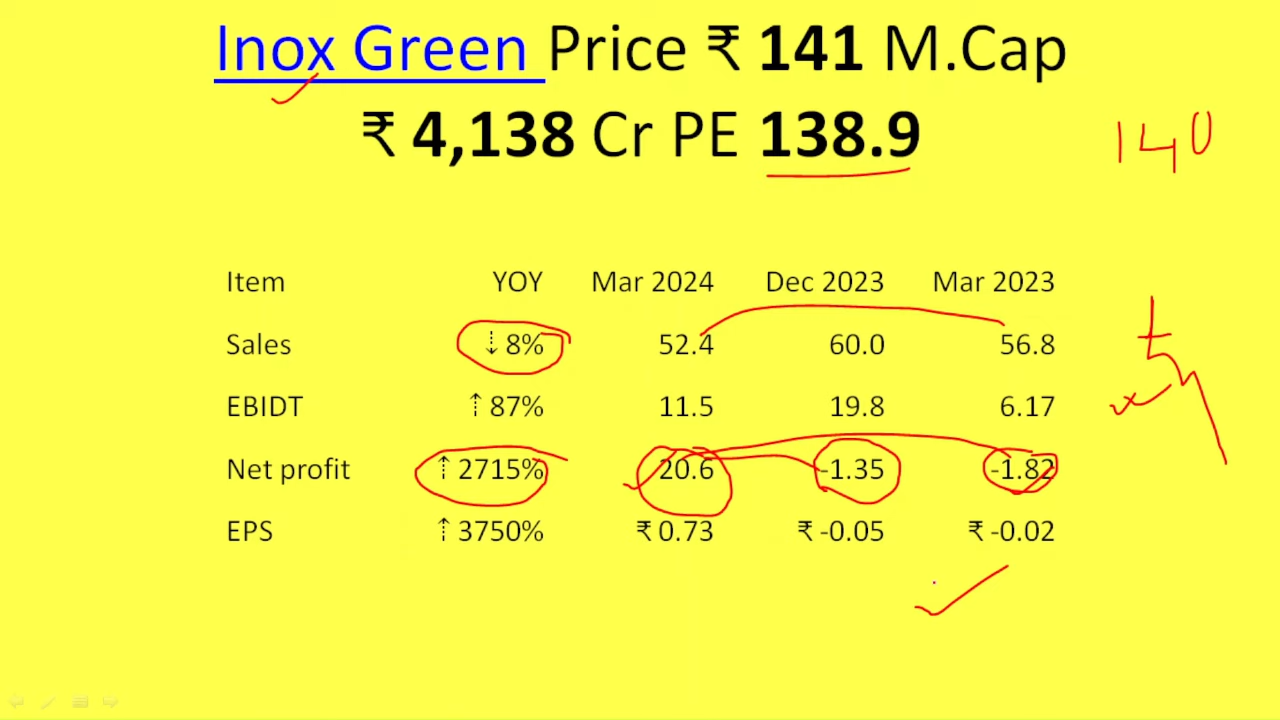 Inox Green Price ₹ 141 M.Cap
₹ 4,138 Cr PE 138.9
140
Item YOY Mar 2024 Dec 2023 Mar 2023
Sales ⇣ 8% 52.4 60.0 56.8
EBIDT ⇡ 87% 11.5 19.8 6.17
Net profit ⇡ 2715% 20.6 -1.35 -1.82
EPS ⇡ 3750% ₹ 0.73 ₹ -0.05 ₹ -0.02